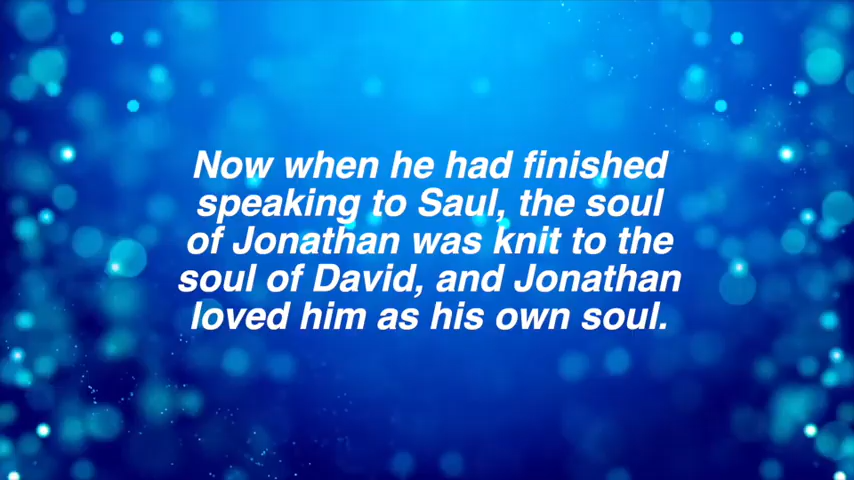 Now when he had finished
speaking to Saul, the soul
of Jonathan was knit to the
soul of David, and Jonathan
loved him as his own soul.